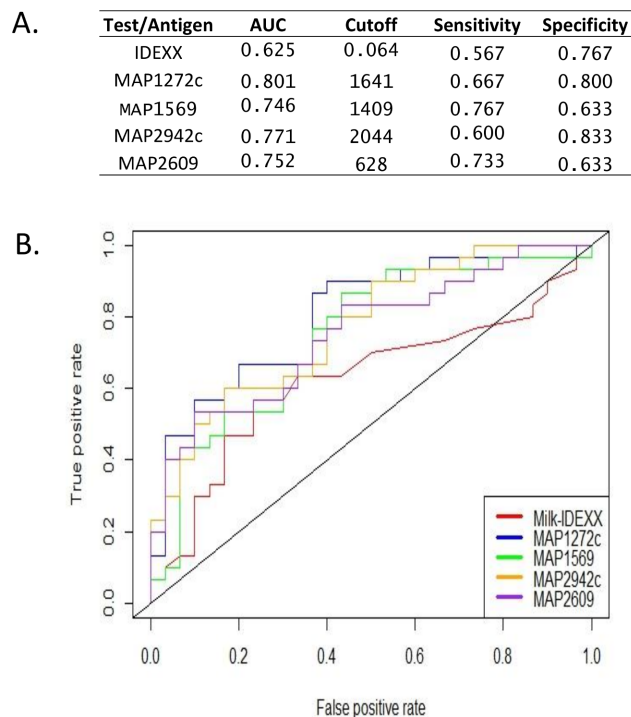 A.
Test/Antigen AUC Cutoff Sensitivity Specificity
IDEXX 0.625 0.064 0.567 0.767
MAP1272c 0.801 1641 0.667 0.800
MAP1569 0.746 1409 0.767 0.633
MAP2942c 0.771 2044 0.600 0.833
MAP2609 0.752 628 0.733 0.633
B.
True positive rate
1.0
0.8
0.6
0.4
0.2
0.0
Milk-IDEXX
MAP1272c
MAP1569
MAP2942c
MAP2609
0.0 0.2 0.4 0.6 0.8 1.0
False positive rate